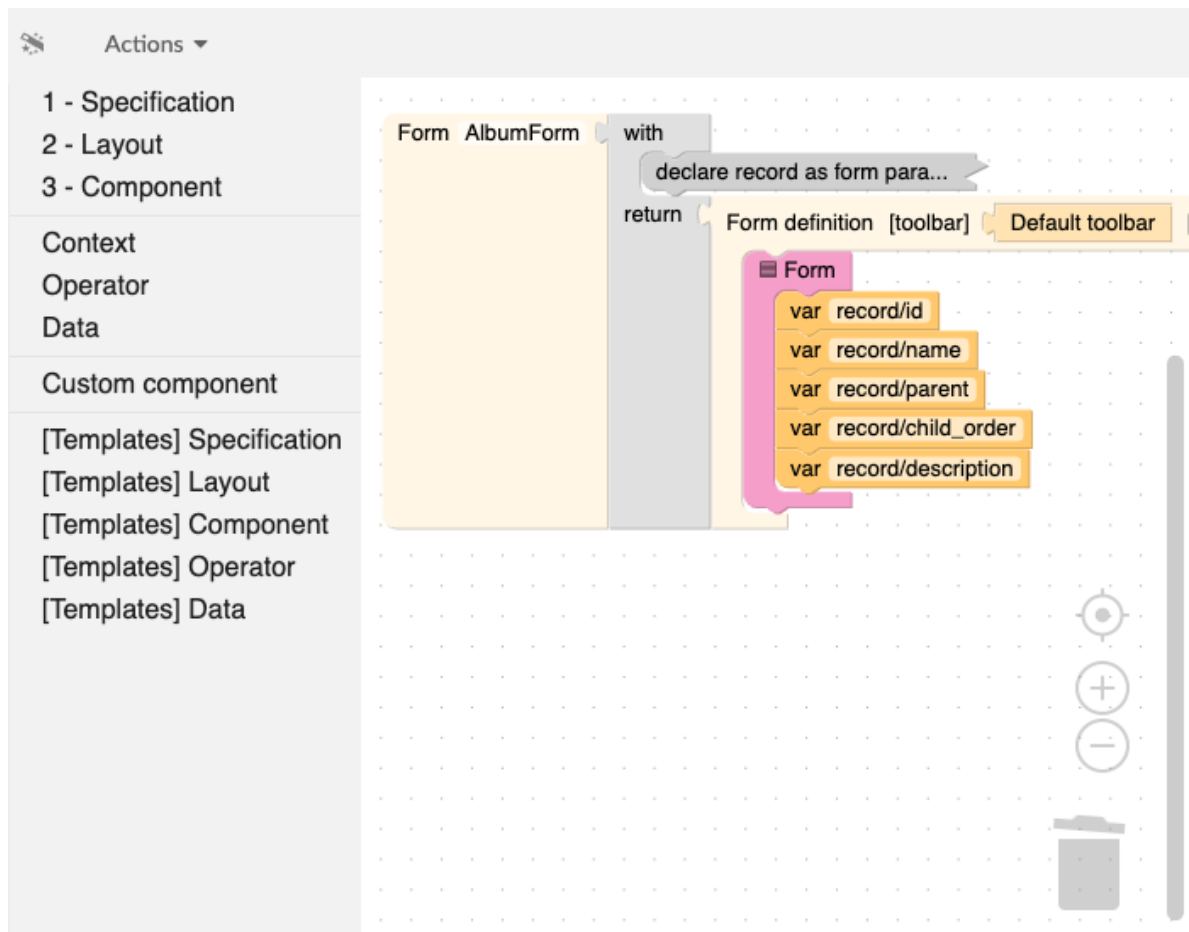 Actions
1 - Specification
2 - Layout
3 - Component
Context
Operator
Data
Custom component
[Templates] Specification
[Templates] Layout
[Templates] Component
[Templates] Operator
[Templates] Data
Form AlbumForm with
declare record as form para...
return Form definition [toolbar] Default toolbar
Form
var record/id
var record/name
var record/parent
var record/child_order
var record/description